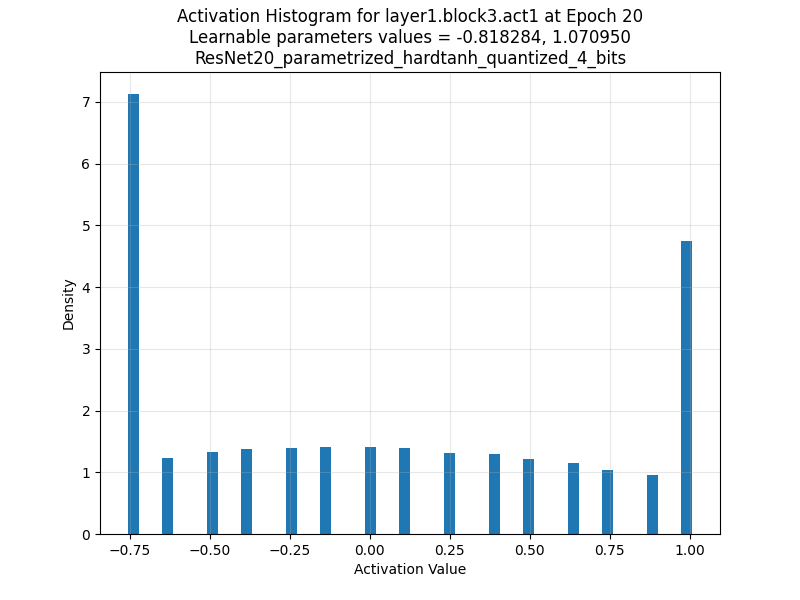 Activation Histogram for layer1.block3.act1 at Epoch 20
Learnable parameters values = -0.818284, 1.070950
ResNet20_parametrized_hardtanh_quantized_4_bits
Density
7
6
5
4
3
2
1
0
−0.75 −0.50 −0.25 0.00 0.25 0.50 0.75 1.00
Activation Value